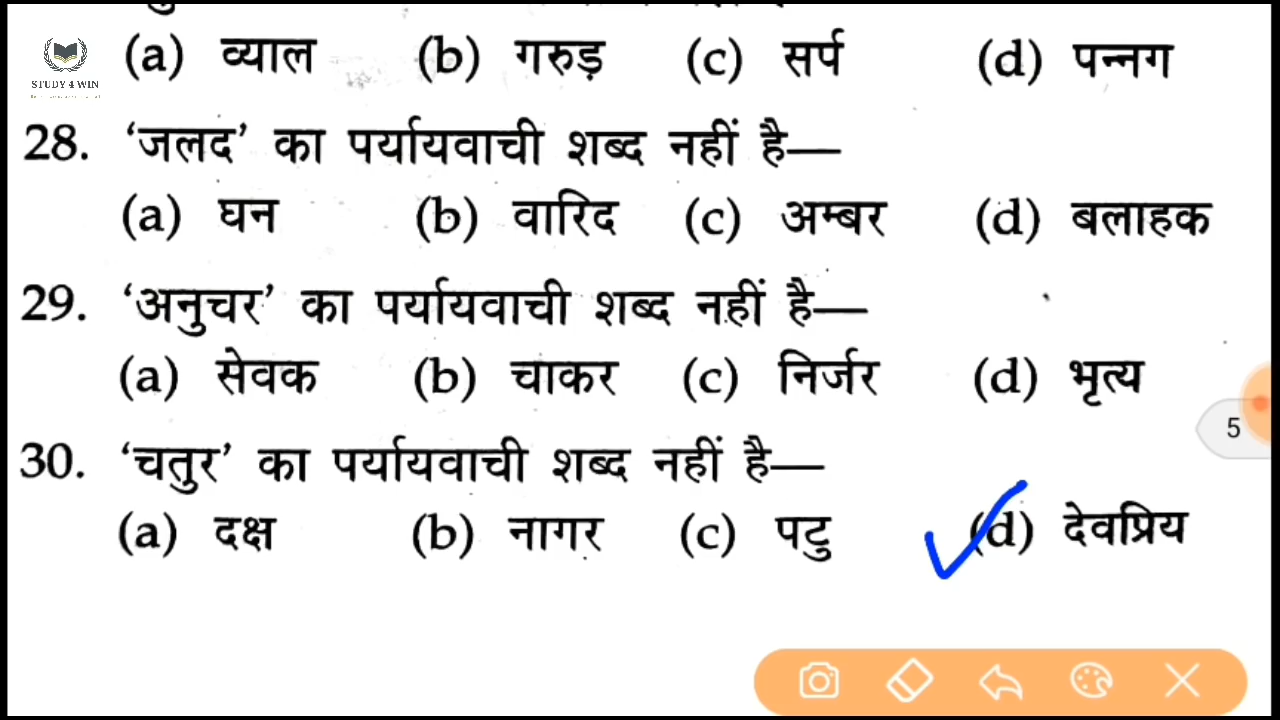 (a) व्याल (b) गरुड़ (c) सर्प (d) पन्नग
STUDY 4 WIN
28. ‘जलद’ का पर्यायवाची शब्द नहीं है—
(a) घन (b) वारिद (c) अम्बर (d) बलाहक
29. ‘अनुचर’ का पर्यायवाची शब्द नहीं है—
(a) सेवक (b) चाकर (c) निर्जर (d) भृत्य
5
30. ‘चतुर’ का पर्यायवाची शब्द नहीं है—
(a) दक्ष (b) नागर (c) पटु (d) देवप्रिय